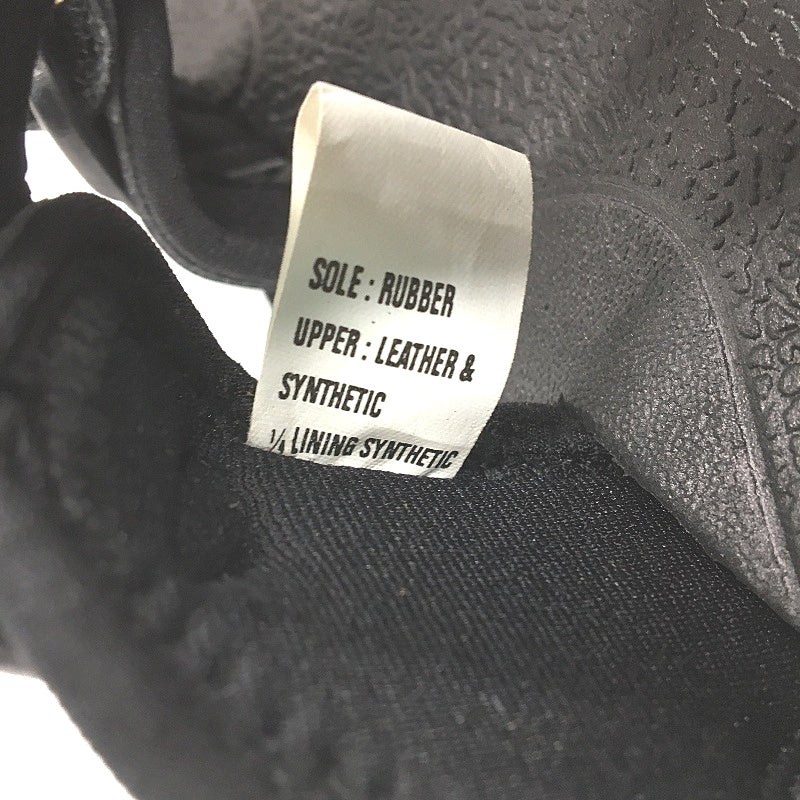 SOLE : RUBBER
UPPER : LEATHER &
SYNTHETIC
¼ LINING SYNTHETIC